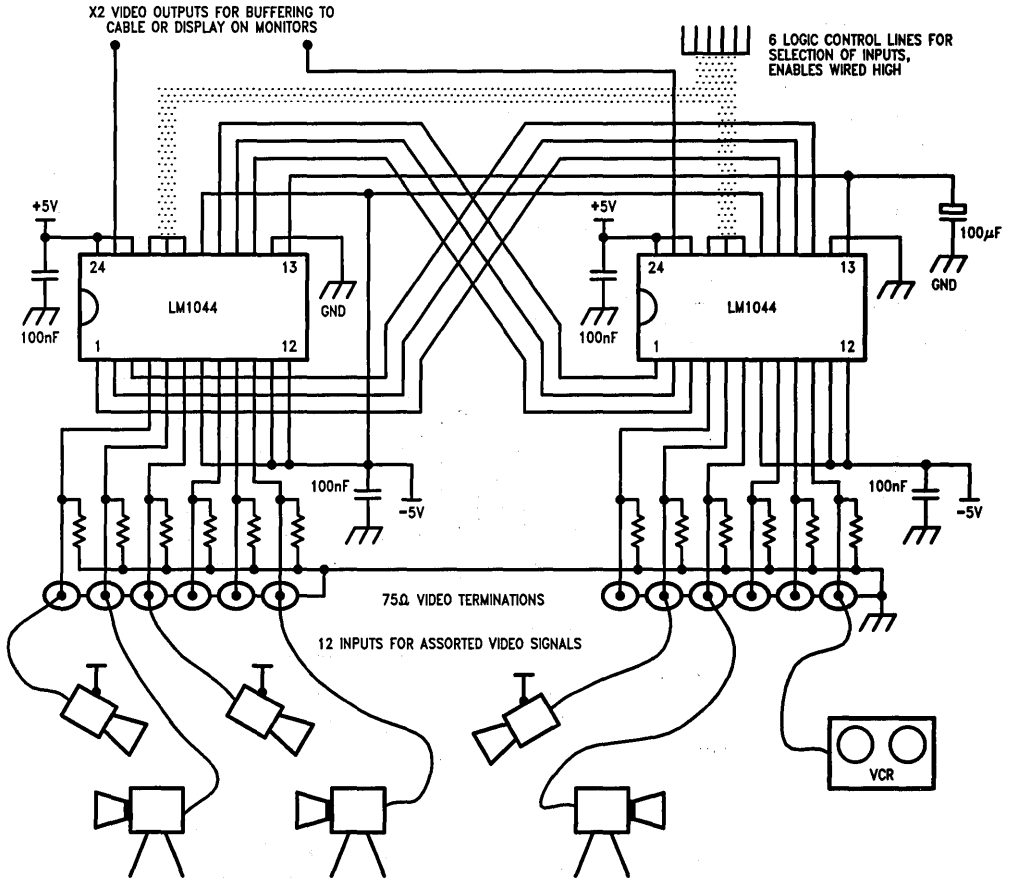 X2 VIDEO OUTPUTS FOR BUFFERING TO
CABLE OR DISPLAY ON MONITORS
6 LOGIC CONTROL LINES FOR
SELECTION OF INPUTS,
ENABLES WIRED HIGH
+5V
+5V
100µF
24
13
24
13
GND
LM1044
GND
LM1044
100nF
100nF
1
12
1
12
100nF
-5V
100nF
-5V
75Ω VIDEO TERMINATIONS
12 INPUTS FOR ASSORTED VIDEO SIGNALS
VCR